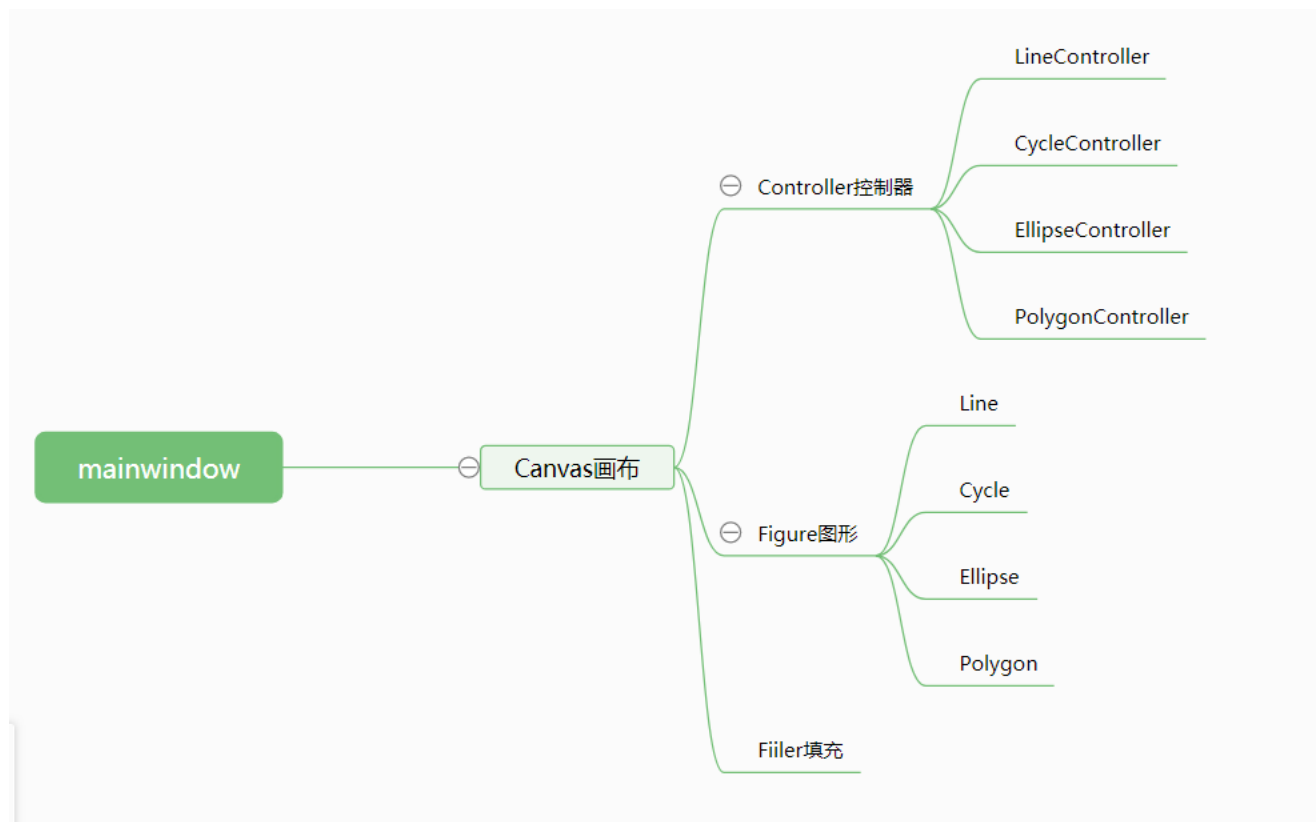 mainwindow
Canvas画布
Controller控制器
LineController
CycleController
EllipseController
PolygonController
Figure图形
Line
Cycle
Ellipse
Polygon
Fiiler填充